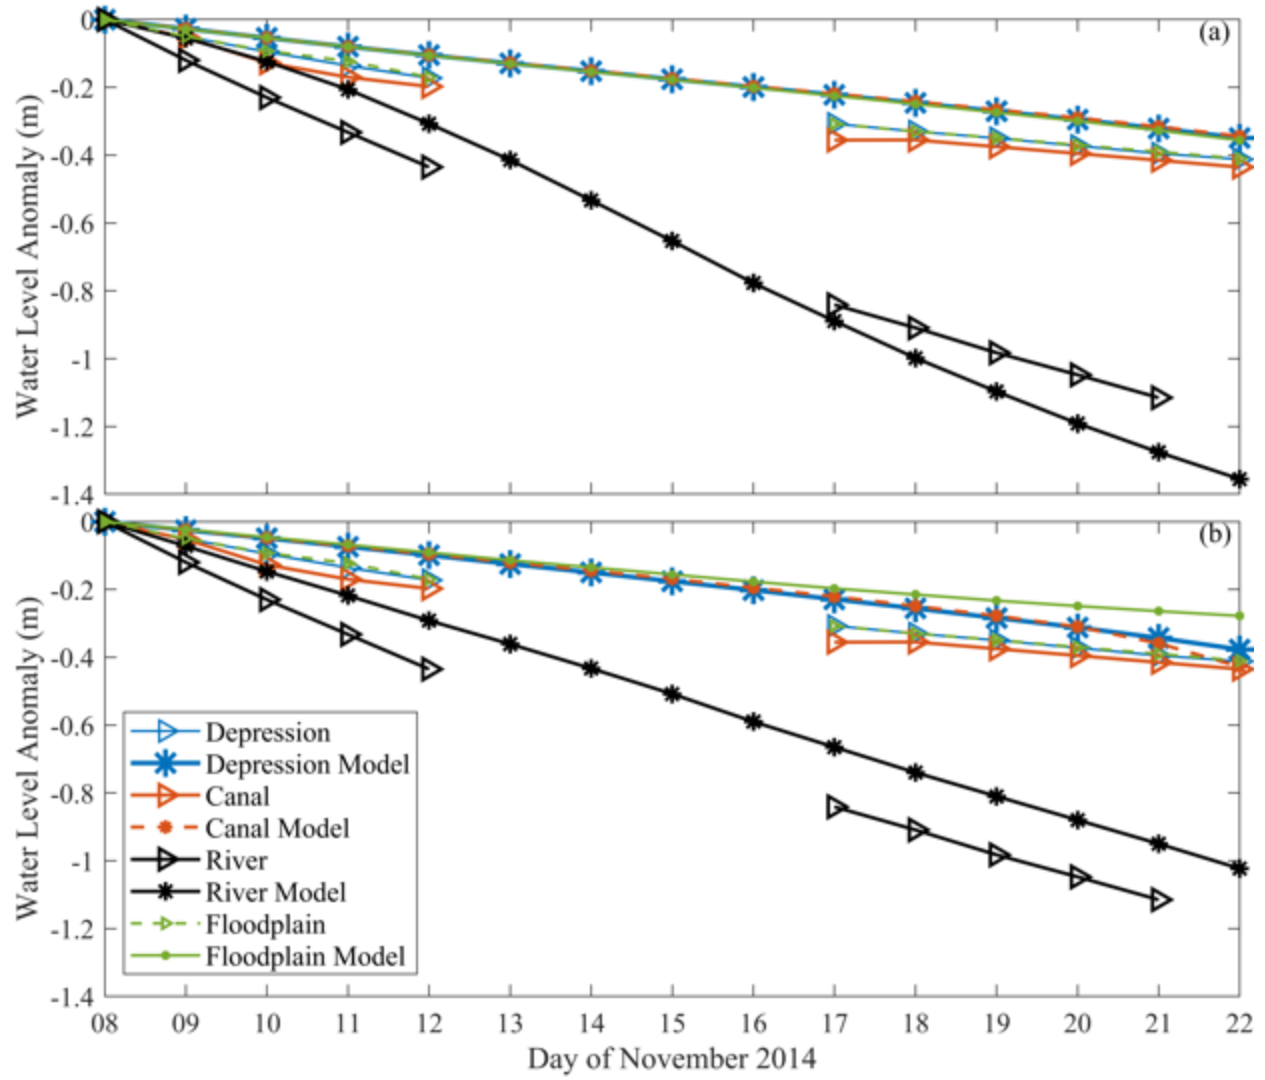 (a)
0
-0.2
-0.4
-0.6
-0.8
-1
-1.2
-1.4
Water Level Anomaly (m)
(b)
0
-0.2
-0.4
-0.6
-0.8
-1
-1.2
-1.4
Water Level Anomaly (m)
Depression
Depression Model
Canal
Canal Model
River
River Model
Floodplain
Floodplain Model
08 09 10 11 12 13 14 15 16 17 18 19 20 21 22
Day of November 2014